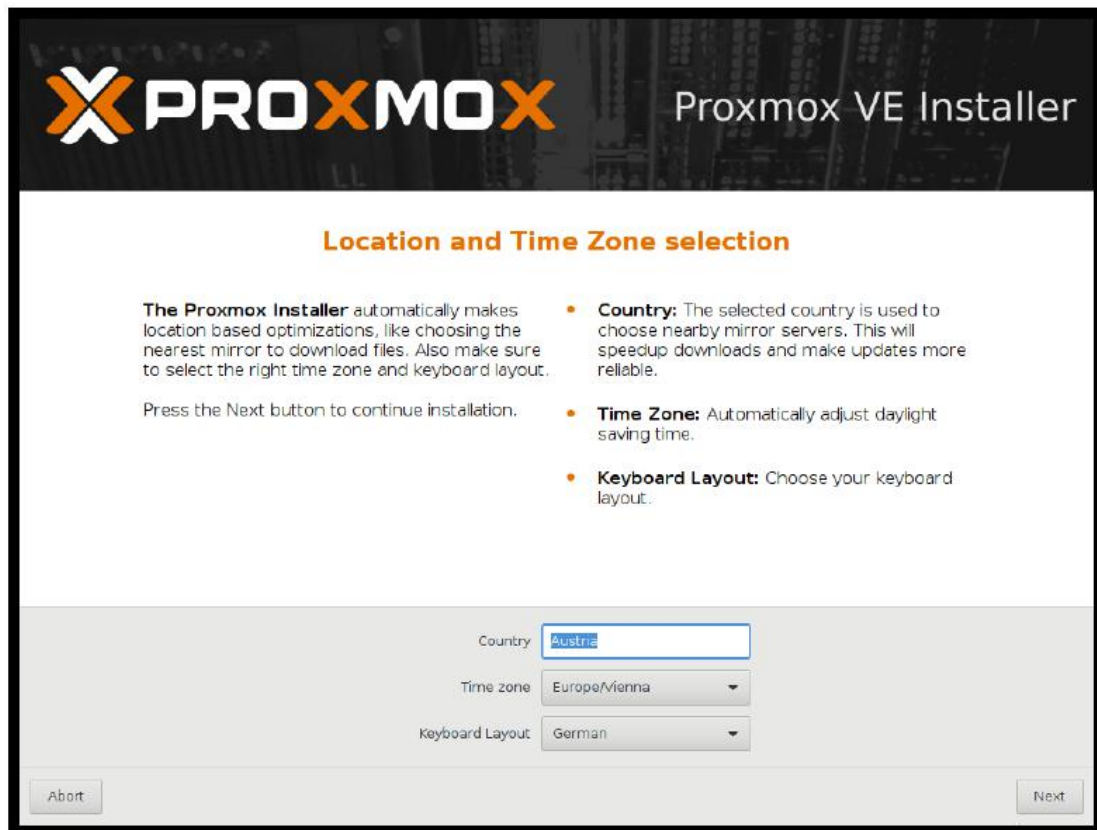 PROXMOX
Proxmox VE Installer
Location and Time Zone selection
The Proxmox Installer automatically makes
location based optimizations, like choosing the
nearest mirror to download files. Also make sure
to select the right time zone and keyboard layout.
Press the Next button to continue installation.
• Country: The selected country is used to
choose nearby mirror servers. This will
speedup downloads and make updates more
reliable.
• Time Zone: Automatically adjust daylight
saving time.
• Keyboard Layout: Choose your keyboard
layout.
Country Austria
Time zone Europe/Vienna
Keyboard Layout German
Abort Next